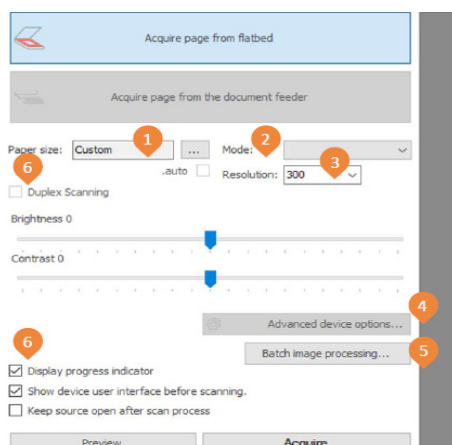 Acquire page from flatbed
Acquire page from the document feeder
1
2
Paper size: Custom ... Mode:
6
3
.auto Resolution: 300
Duplex Scanning
Brightness 0
Contrast 0
4
Advanced device options...
6
5
Batch image processing...
Display progress indicator
Show device user interface before scanning.
Keep source open after scan process
Preview Acquire